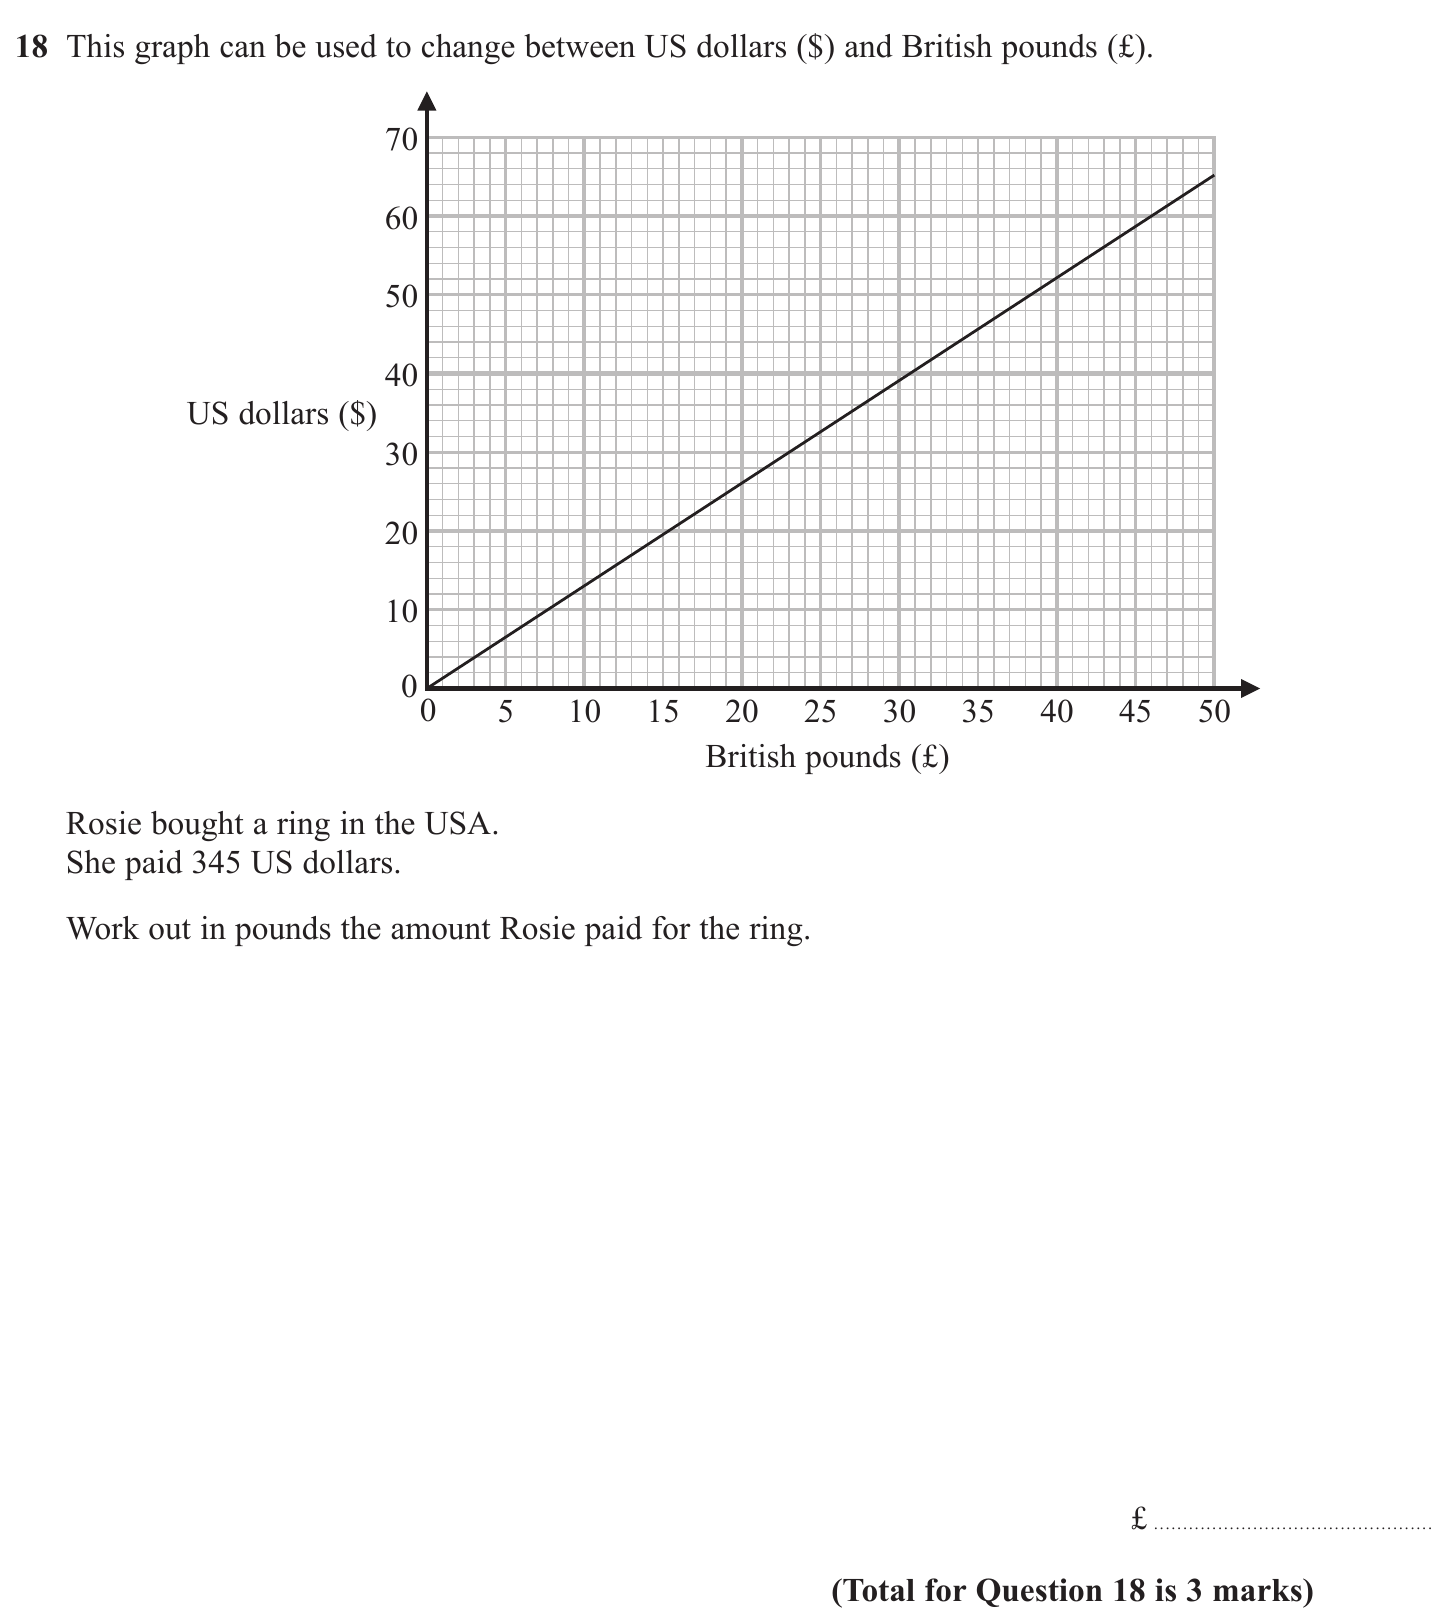 18 This graph can be used to change between US dollars ($) and British pounds (£).
70
60
50
40
US dollars ($)
30
20
10
0
0 5 10 15 20 25 30 35 40 45 50
British pounds (£)
Rosie bought a ring in the USA.
She paid 345 US dollars.
Work out in pounds the amount Rosie paid for the ring.
£ ................................................
(Total for Question 18 is 3 marks)